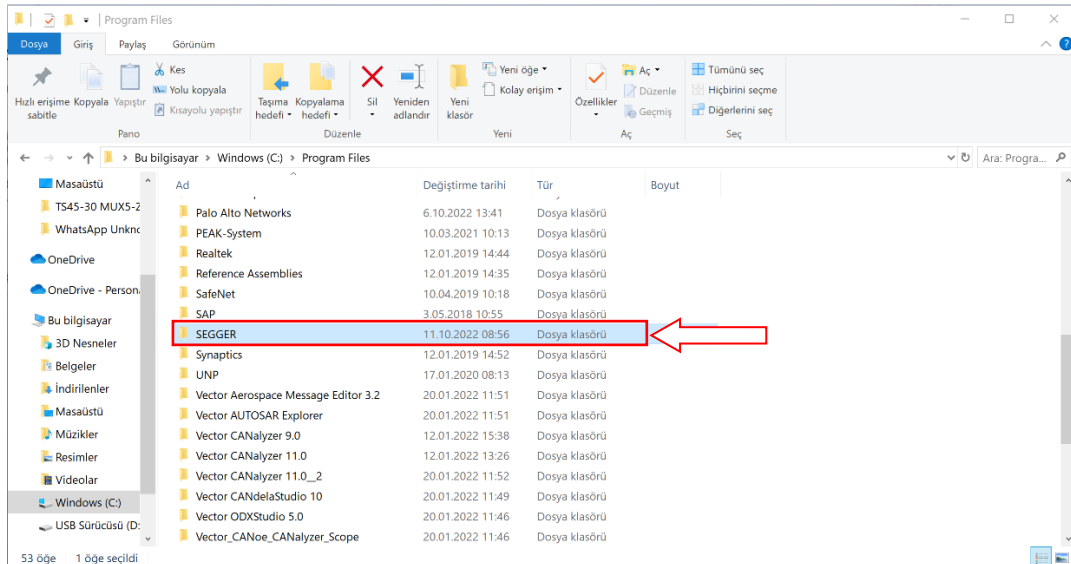 Program Files
Dosya Giriş Paylaş Görünüm
Hızlı erişime sabitle
Kopyala
Yapıştır
Kes
Yolu kopyala
Kısayolu yapıştır
Pano
Taşıma hedefi
Kopyalama hedefi
Sil
Yeniden adlandır
Düzenle
Yeni klasör
Yeni öğe
Kolay erişim
Yeni
Özellikler
Aç
Düzenle
Geçmiş
Aç
Tümünü seç
Hiçbirini seçme
Diğerlerini seç
Seç
Bu bilgisayar > Windows (C:) > Program Files
Ara: Progra...
Masaüstü
TS45-30 MUX5-Z
WhatsApp Unkno
OneDrive
OneDrive - Person
Bu bilgisayar
3D Nesneler
Belgeler
İndirilenler
Masaüstü
Müzikler
Resimler
Videolar
Windows (C:)
USB Sürücüsü (D:
Ad Değiştirme tarihi Tür Boyut
Palo Alto Networks 6.10.2022 13:41 Dosya klasörü
PEAK-System 10.03.2021 10:13 Dosya klasörü
Realtek 12.01.2019 14:44 Dosya klasörü
Reference Assemblies 12.01.2019 14:35 Dosya klasörü
SafeNet 10.04.2019 10:18 Dosya klasörü
SAP 3.05.2018 10:55 Dosya klasörü
SEGGER 11.10.2022 08:56 Dosya klasörü
Synaptics 12.01.2019 14:52 Dosya klasörü
UNP 17.01.2020 08:13 Dosya klasörü
Vector Aerospace Message Editor 3.2 20.01.2022 11:51 Dosya klasörü
Vector AUTOSAR Explorer 20.01.2022 11:51 Dosya klasörü
Vector CANalyzer 9.0 12.01.2022 15:38 Dosya klasörü
Vector CANalyzer 11.0 12.01.2022 13:26 Dosya klasörü
Vector CANalyzer 11.0__2 20.01.2022 11:52 Dosya klasörü
Vector CANdelaStudio 10 20.01.2022 11:49 Dosya klasörü
Vector ODXStudio 5.0 20.01.2022 11:46 Dosya klasörü
Vector_CANoe_CANalyzer_Scope 20.01.2022 11:46 Dosya klasörü
53 öğe 1 öğe seçildi